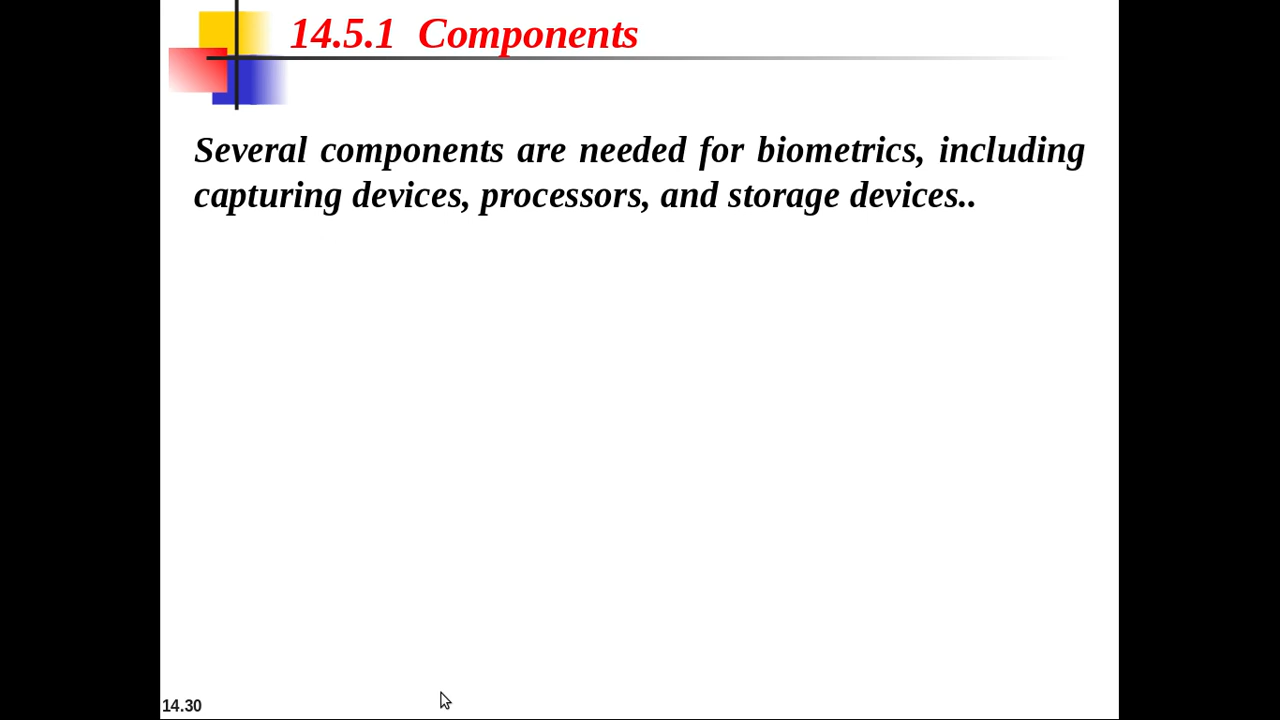 14.5.1 Components
Several components are needed for biometrics, including
capturing devices, processors, and storage devices..
14.30